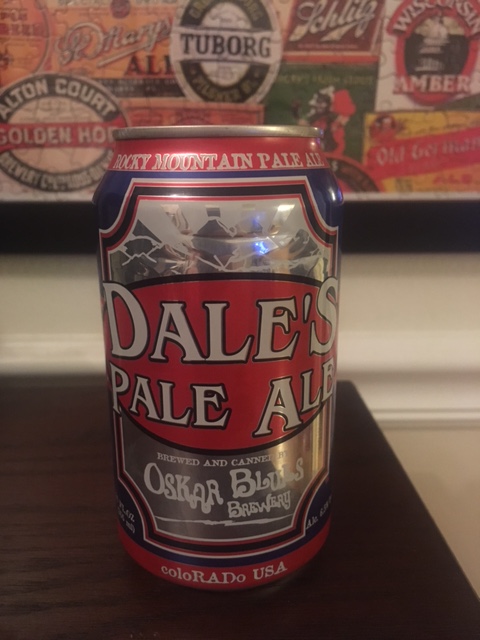 TUBORG
PILSENER
Schlitz
WISCONSIN
AMBER
ALTON COURT
GOLDEN HOP
Old German
ROCKY MOUNTAIN PALE ALE
DALE'S
PALE ALE
BREWED AND CANNED BY
OSKAR BLUES
BREWERY
coloRADo USA